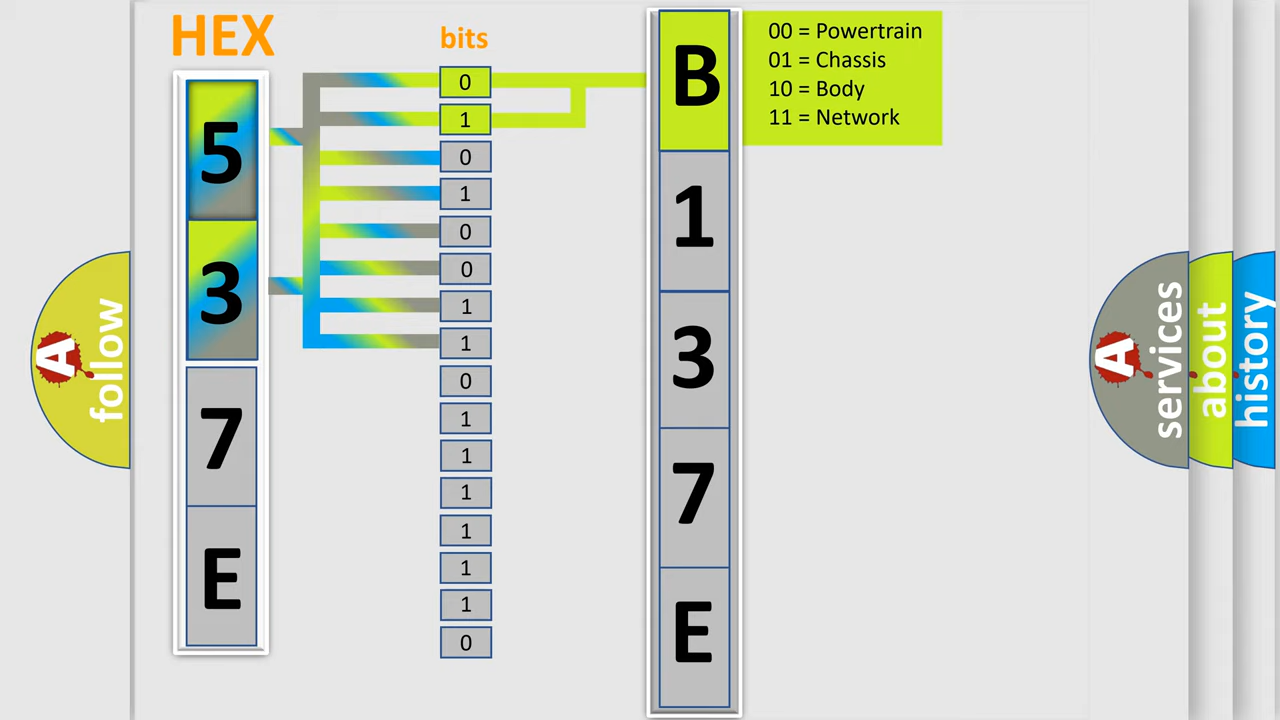 HEX
bits
5
3
7
E
0
1
0
1
0
0
1
1
0
1
1
1
1
1
1
0
B
1
3
7
E
00 = Powertrain
01 = Chassis
10 = Body
11 = Network
A
follow
A
services
about
history